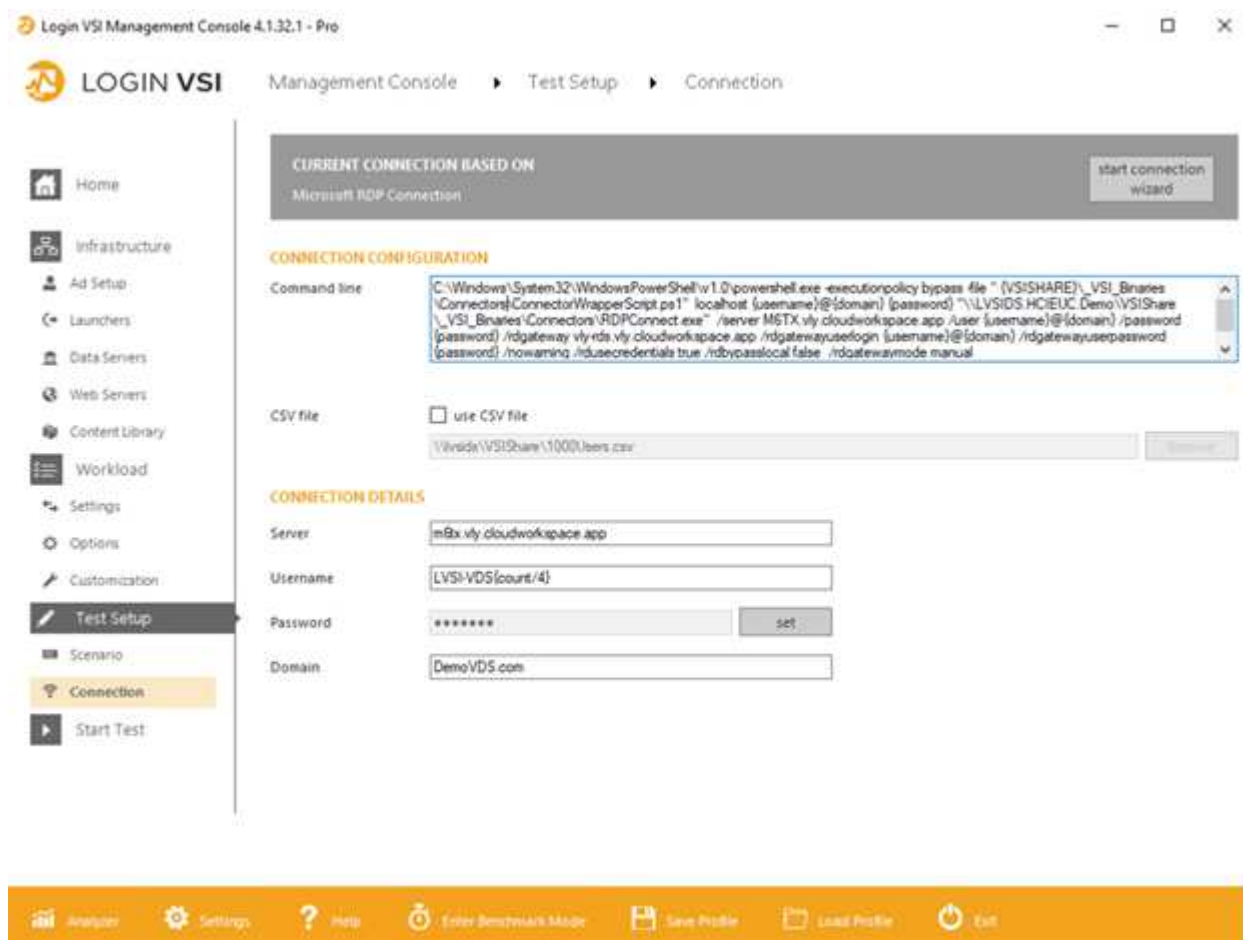 Login VSI Management Console 4.1.32.1 - Pro
LOGIN VSI
Management Console
Test Setup
Connection
CURRENT CONNECTION BASED ON
Microsoft RDP Connection
start connection
wizard
Home
Infrastructure
Ad Setup
Launchers
Data Servers
Web Servers
Content Library
Workload
Settings
Options
Customization
Test Setup
Scenario
Connection
Start Test
CONNECTION CONFIGURATION
Command line
C:\Windows\System32\WindowsPowerShell\v1.0\powershell.exe -executionpolicy bypass -file " {VSISHARE}\_VSI_Binaries
\Connectors\ConnectorWrapperScript.ps1" localhost {username}@{domain} {password} "\\LVSIDS.HCIEUC.Demo\VSIShare
\_VSI_Binaries\Connectors\RDPConnect.exe" /server M6TX.vly.cloudworkspace.app /user {username}@{domain} /password
{password} /rdgateway vly-rds.vly.cloudworkspace.app /rdgatewayuserlogin {username}@{domain} /rdgatewayuserpassword
{password} /nowarning /rdusecredentials true /rdbypasslocal false /rdgatewaymode manual
CSV file
use CSV file
\\lvsids\VSIShare\1000Users.csv
CONNECTION DETAILS
Server
.vly.cloudworkspace.app
Username
LVSI-VDS{count/4}
Password
*******
set
Domain
DemoVDS.com
Analyzer
Settings
Help
Enter Benchmark Mode
Save Profile
Load Profile
Exit